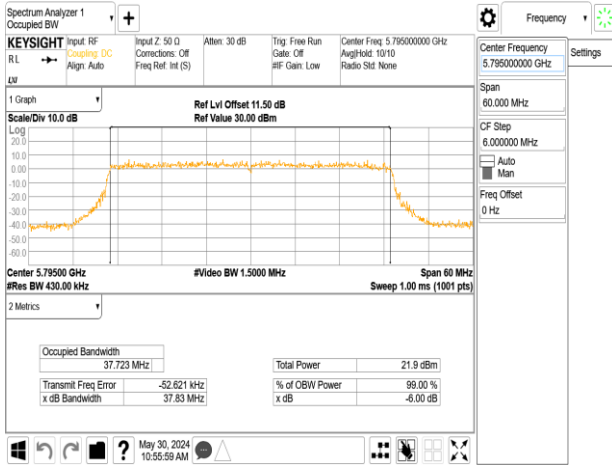 Spectrum Analyzer 1
Occupied BW
Frequency
KEYSIGHT
RL
Input: RF
Coupling: DC
Align: Auto
Input Z: 50 Ω
Corrections: Off
Freq Ref: Int (S)
Atten: 30 dB
Trig: Free Run
Gate: Off
#IF Gain: Low
Center Freq: 5.795000000 GHz
Avg|Hold: 10/10
Radio Std: None
Center Frequency
5.795000000 GHz
Settings
Span
60.000 MHz
CF Step
6.000000 MHz
Auto
Man
Freq Offset
0 Hz
1 Graph
Scale/Div 10.0 dB
Ref Lvl Offset 11.50 dB
Ref Value 30.00 dBm
Log
20.0
10.0
0.00
-10.0
-20.0
-30.0
-40.0
-50.0
-60.0
Center 5.79500 GHz
#Video BW 1.5000 MHz
Span 60 MHz
#Res BW 430.00 kHz
Sweep 1.00 ms (1001 pts)
2 Metrics
Occupied Bandwidth
37.723 MHz
Total Power 21.9 dBm
Transmit Freq Error -52.621 kHz
% of OBW Power 99.00 %
x dB Bandwidth 37.83 MHz
x dB -6.00 dB
?
May 30, 2024
10:55:59 AM